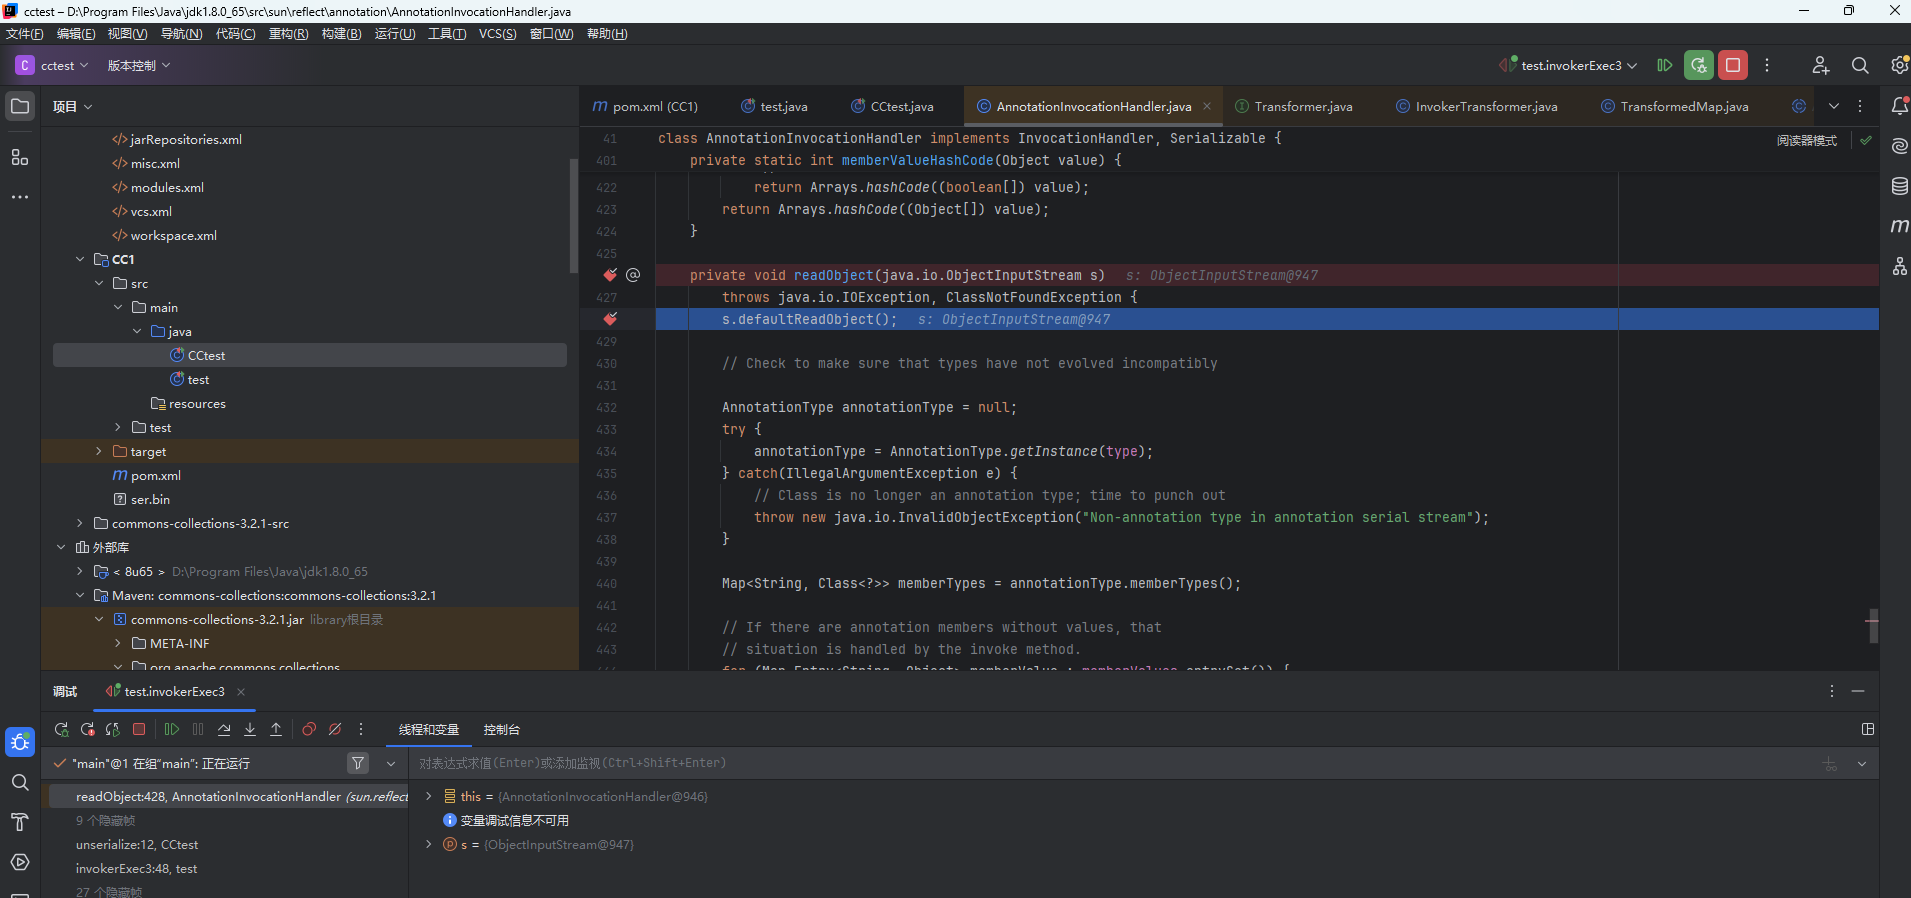 cctest – D:\Program Files\Java\jdk1.8.0_65\src\sun\reflect\annotation\AnnotationInvocationHandler.java
文件(F) 编辑(E) 视图(V) 导航(N) 代码(C) 重构(R) 构建(B) 运行(U) 工具(T) VCS(S) 窗口(W) 帮助(H)
C cctest 版本控制 test.invokerExec3
项目
pom.xml (CC1) test.java CCtest.java AnnotationInvocationHandler.java Transformer.java InvokerTransformer.java TransformedMap.java
jarRepositories.xml
misc.xml
modules.xml
vcs.xml
workspace.xml
CC1
src
main
java
CCtest
test
resources
test
target
pom.xml
ser.bin
commons-collections-3.2.1-src
外部库
< 8u65 > D:\Program Files\Java\jdk1.8.0_65
Maven: commons-collections:commons-collections:3.2.1
commons-collections-3.2.1.jar library根目录
META-INF
org.apache.commons.collections
阅读器模式
41 class AnnotationInvocationHandler implements InvocationHandler, Serializable {
401 private static int memberValueHashCode(Object value) {
422 return Arrays.hashCode((boolean[]) value);
423 return Arrays.hashCode((Object[]) value);
424 }
425
private void readObject(java.io.ObjectInputStream s) s: ObjectInputStream@947
427 throws java.io.IOException, ClassNotFoundException {
s.defaultReadObject(); s: ObjectInputStream@947
429
430 // Check to make sure that types have not evolved incompatibly
431
432 AnnotationType annotationType = null;
433 try {
434 annotationType = AnnotationType.getInstance(type);
435 } catch(IllegalArgumentException e) {
436 // Class is no longer an annotation type; time to punch out
437 throw new java.io.InvalidObjectException("Non-annotation type in annotation serial stream");
438 }
439
440 Map<String, Class<?>> memberTypes = annotationType.memberTypes();
441
442 // If there are annotation members without values, that
443 // situation is handled by the invoke method.
for (Map.Entry<String, Object> memberValue : memberValues.entrySet()) {
调试 test.invokerExec3
线程和变量 控制台
"main"@1 在组"main": 正在运行
对表达式求值(Enter)或添加监视(Ctrl+Shift+Enter)
readObject:428, AnnotationInvocationHandler (sun.reflect
9 个隐藏帧
unserialize:12, CCtest
invokerExec3:48, test
27 个隐藏帧
this = {AnnotationInvocationHandler@946}
变量调试信息不可用
s = {ObjectInputStream@947}